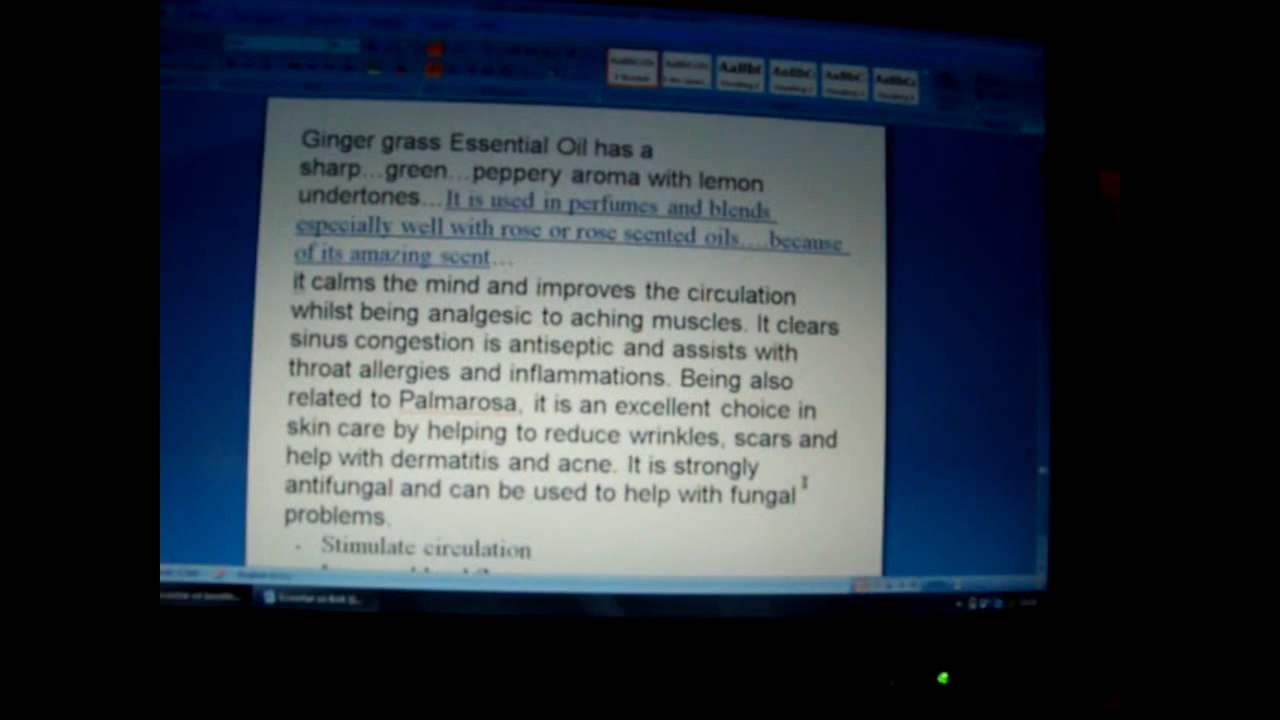 AaBbC
AaBbCc
AaBbC
AaBbCc
Ginger grass Essential Oil has a
sharp...green...peppery aroma with lemon
undertones...It is used in perfumes and blends
especially well with rose or rose scented oils....because
of its amazing scent...
it calms the mind and improves the circulation
whilst being analgesic to aching muscles. It clears
sinus congestion is antiseptic and assists with
throat allergies and inflammations. Being also
related to Palmarosa, it is an excellent choice in
skin care by helping to reduce wrinkles, scars and
help with dermatitis and acne. It is strongly
antifungal and can be used to help with fungal
problems.
· Stimulate circulation